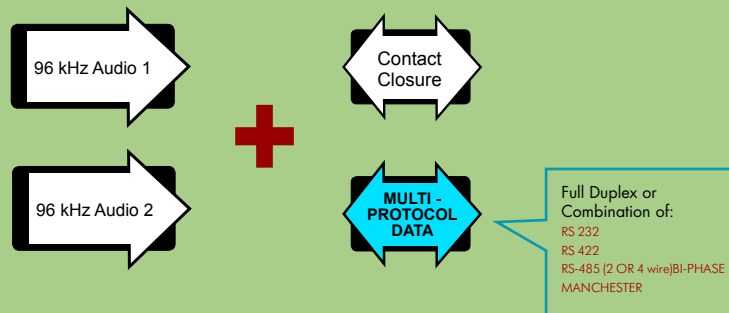 96 kHz Audio 1
Contact
Closure
96 kHz Audio 2
MULTI -
PROTOCOL
DATA
Full Duplex or
Combination of:
RS 232
RS 422
RS-485 (2 OR 4 wire)BI-PHASE
MANCHESTER